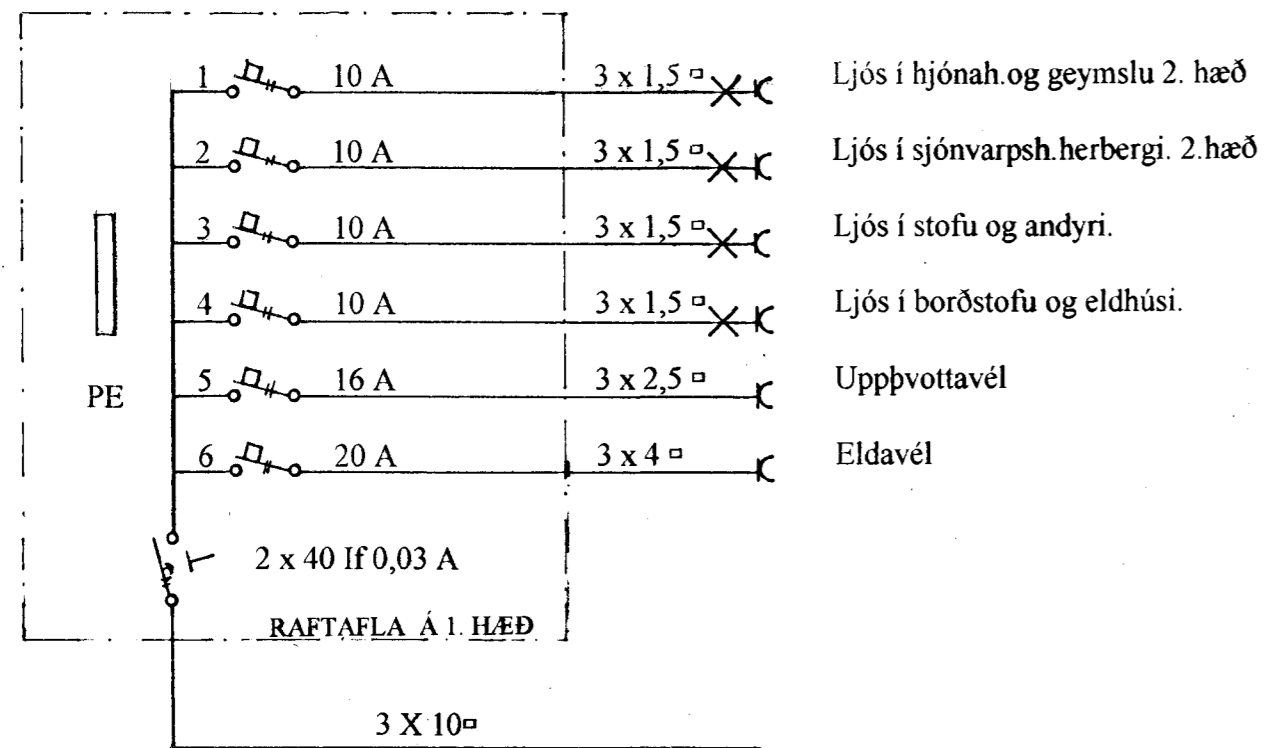 1 10 A 3 x 1,5 □ Ljós í hjónah.og geymslu 2. hæð
2 10 A 3 x 1,5 □ Ljós í sjónvarpsh.herbergi. 2.hæð
3 10 A 3 x 1,5 □ Ljós í stofu og andyri.
4 10 A 3 x 1,5 □ Ljós í borðstofu og eldhúsi.
5 16 A 3 x 2,5 □ Uppþvottavél
PE
6 20 A 3 x 4 □ Eldavél
2 x 40 If 0,03 A
RAFTAFLA Á 1. HÆÐ
3 X 10□